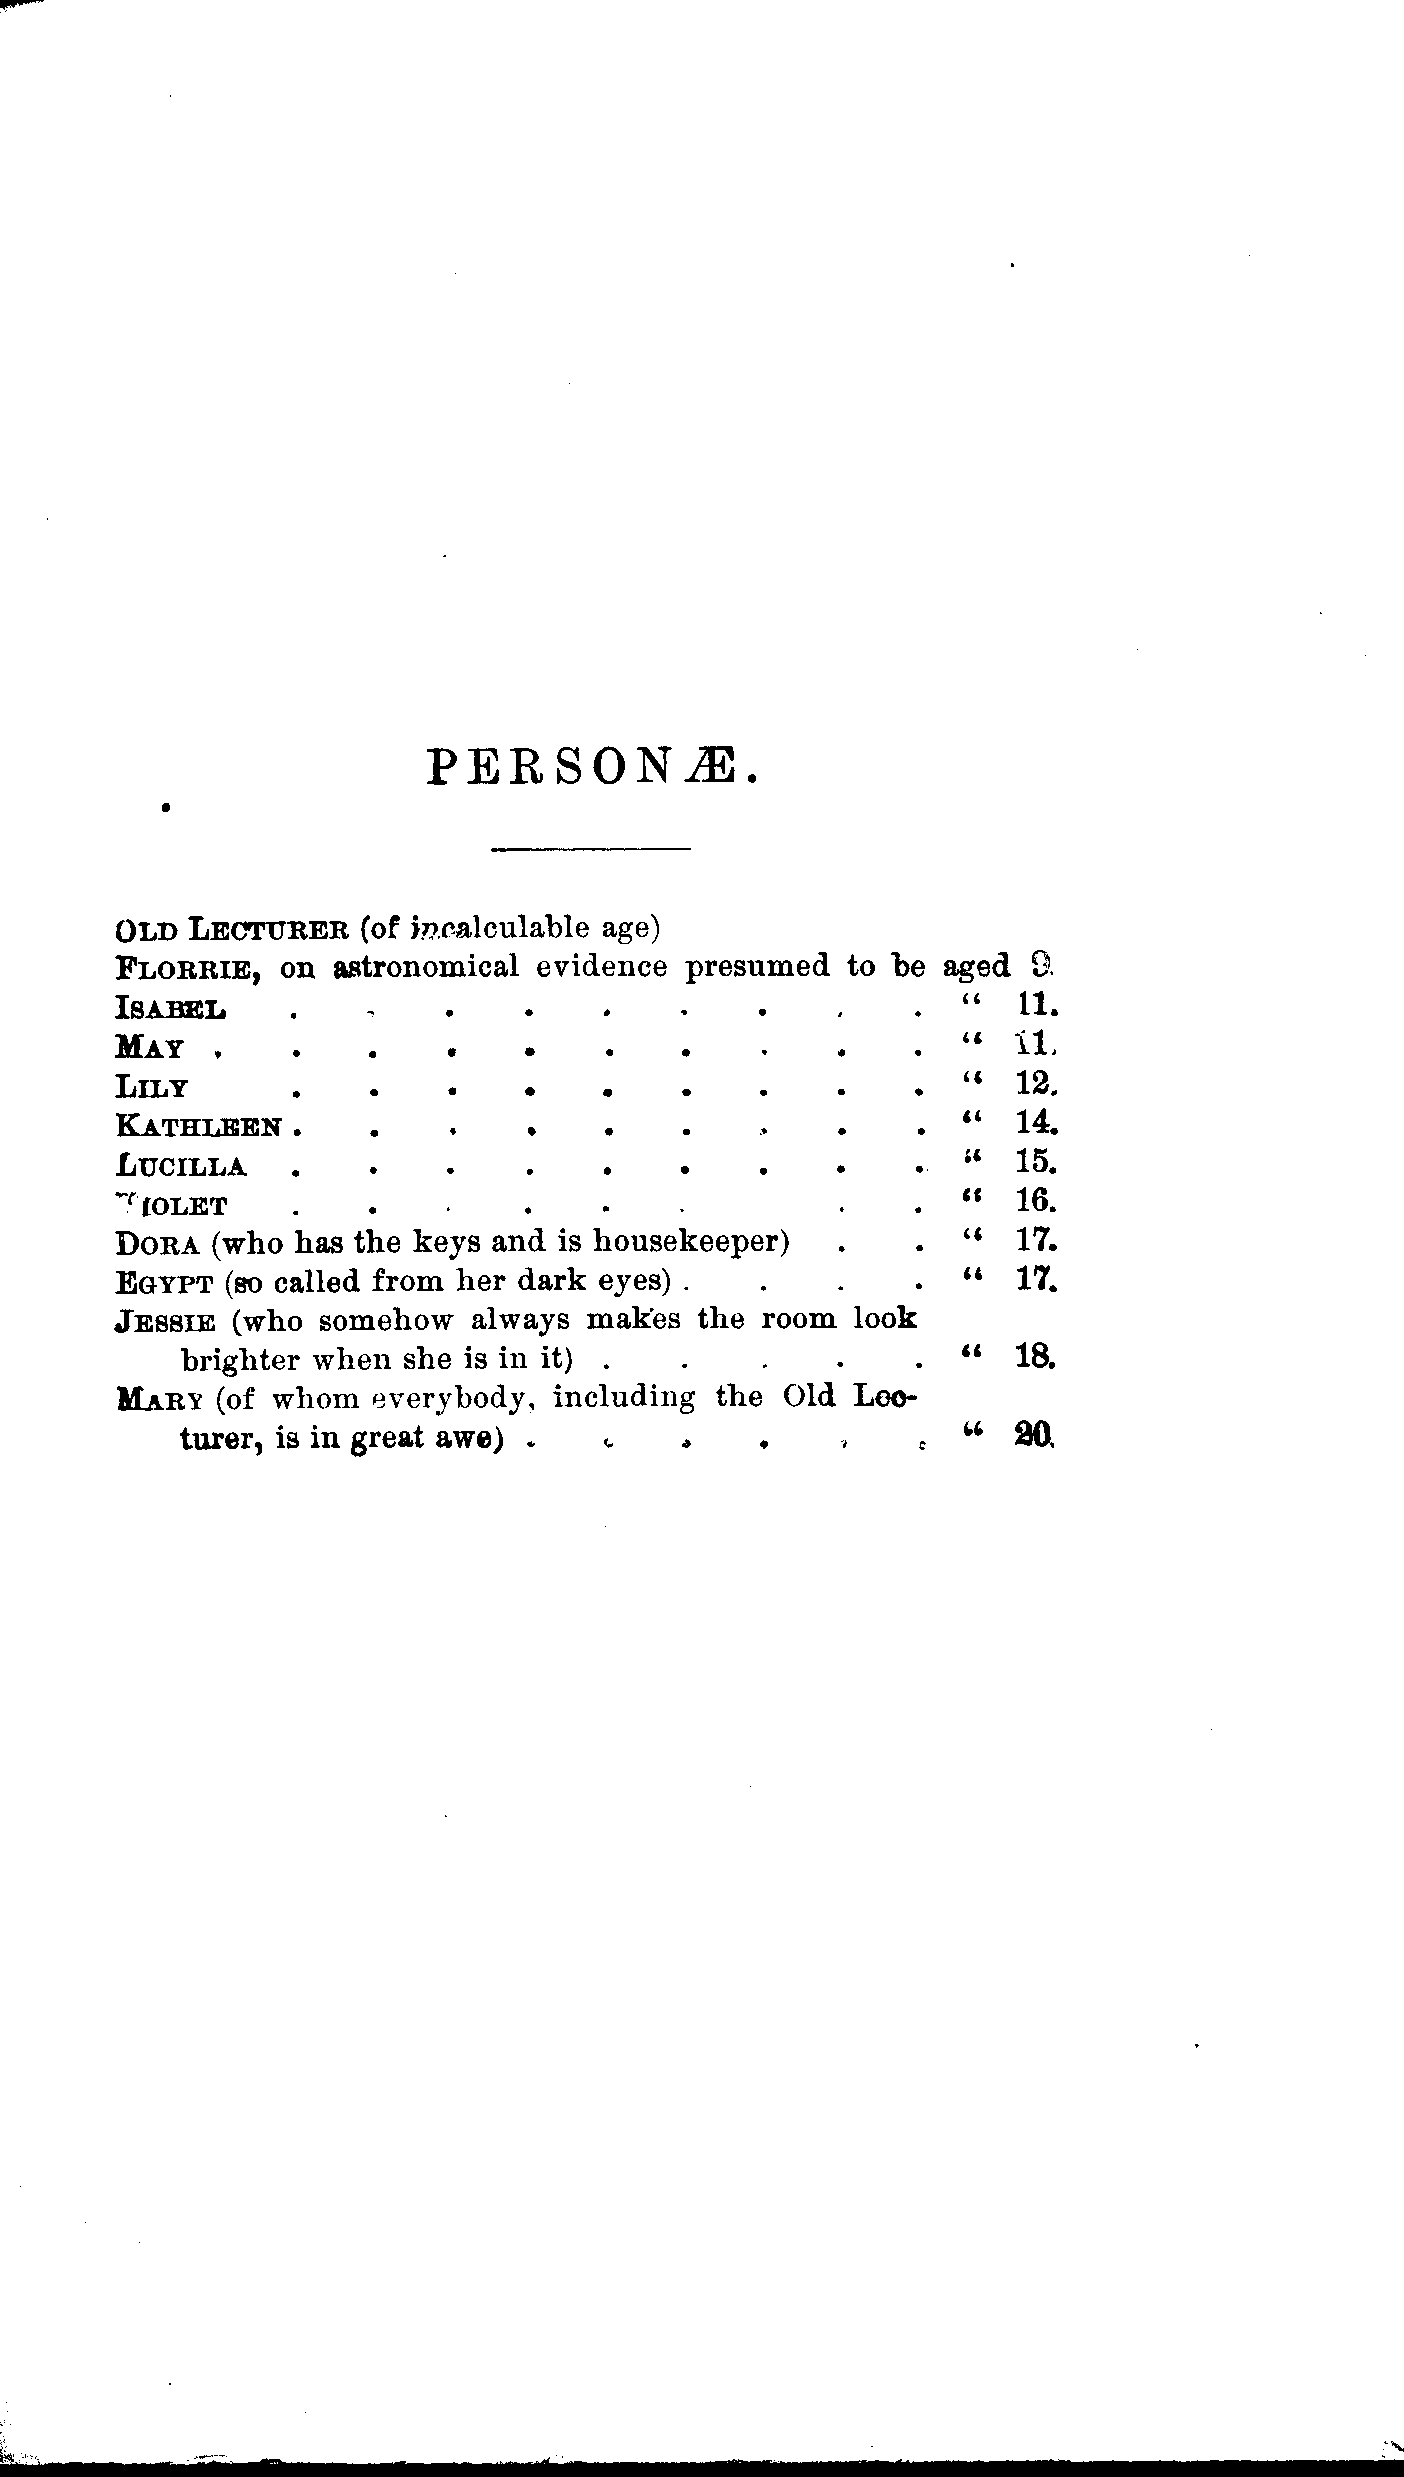 PERSONÆ.
OLD LECTURER (of incalculable age)
FLORRIE, on astronomical evidence presumed to be aged 9.
ISABEL . . . . . . . . . “ 11.
MAY . . . . . . . . . . “ 11.
LILY . . . . . . . . . “ 12.
KATHLEEN . . . . . . . . . “ 14.
LUCILLA . . . . . . . . . “ 15.
VIOLET . . . . . . . . “ 16.
DORA (who has the keys and is housekeeper) . . “ 17.
EGYPT (so called from her dark eyes) . . . . “ 17.
JESSIE (who somehow always makes the room look
brighter when she is in it) . . . . . “ 18.
MARY (of whom everybody, including the Old Lec-
turer, is in great awe) . . . . . . “ 20.